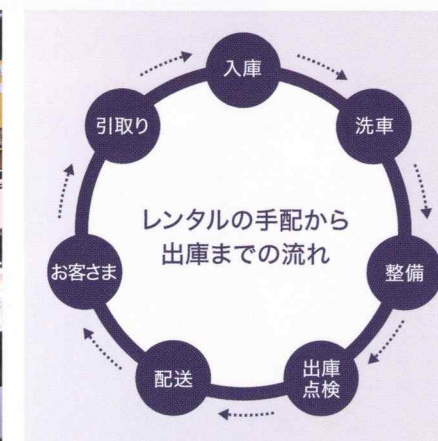 入庫
洗車
整備
出庫
点検
配送
お客さま
引取り
レンタルの手配から
出庫までの流れ